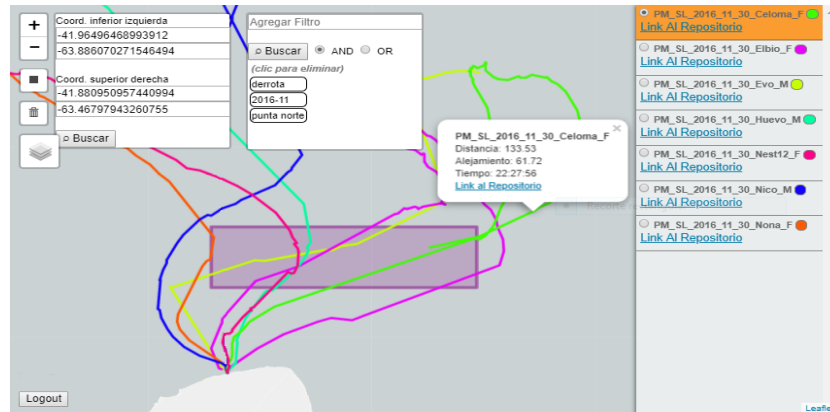 +
−
Coord. inferior izquierda
-41.96496468993912
-63.886070271546494
Coord. superior derecha
-41.880950957440994
-63.46797943260755
Buscar
Agregar Filtro
Buscar AND OR
(clic para eliminar)
derrota
2016-11
punta norte
PM_SL_2016_11_30_Celoma_F
Distancia: 133.53
Alejamiento: 61.72
Tiempo: 22:27:56
Link al Repositorio
×
PM_SL_2016_11_30_Celoma_F
Link Al Repositorio
PM_SL_2016_11_30_Elbio_F
Link Al Repositorio
PM_SL_2016_11_30_Evo_M
Link Al Repositorio
PM_SL_2016_11_30_Huevo_M
Link Al Repositorio
PM_SL_2016_11_30_Nest12_F
Link Al Repositorio
PM_SL_2016_11_30_Nico_M
Link Al Repositorio
PM_SL_2016_11_30_Nona_F
Link Al Repositorio
Logout
Leafle